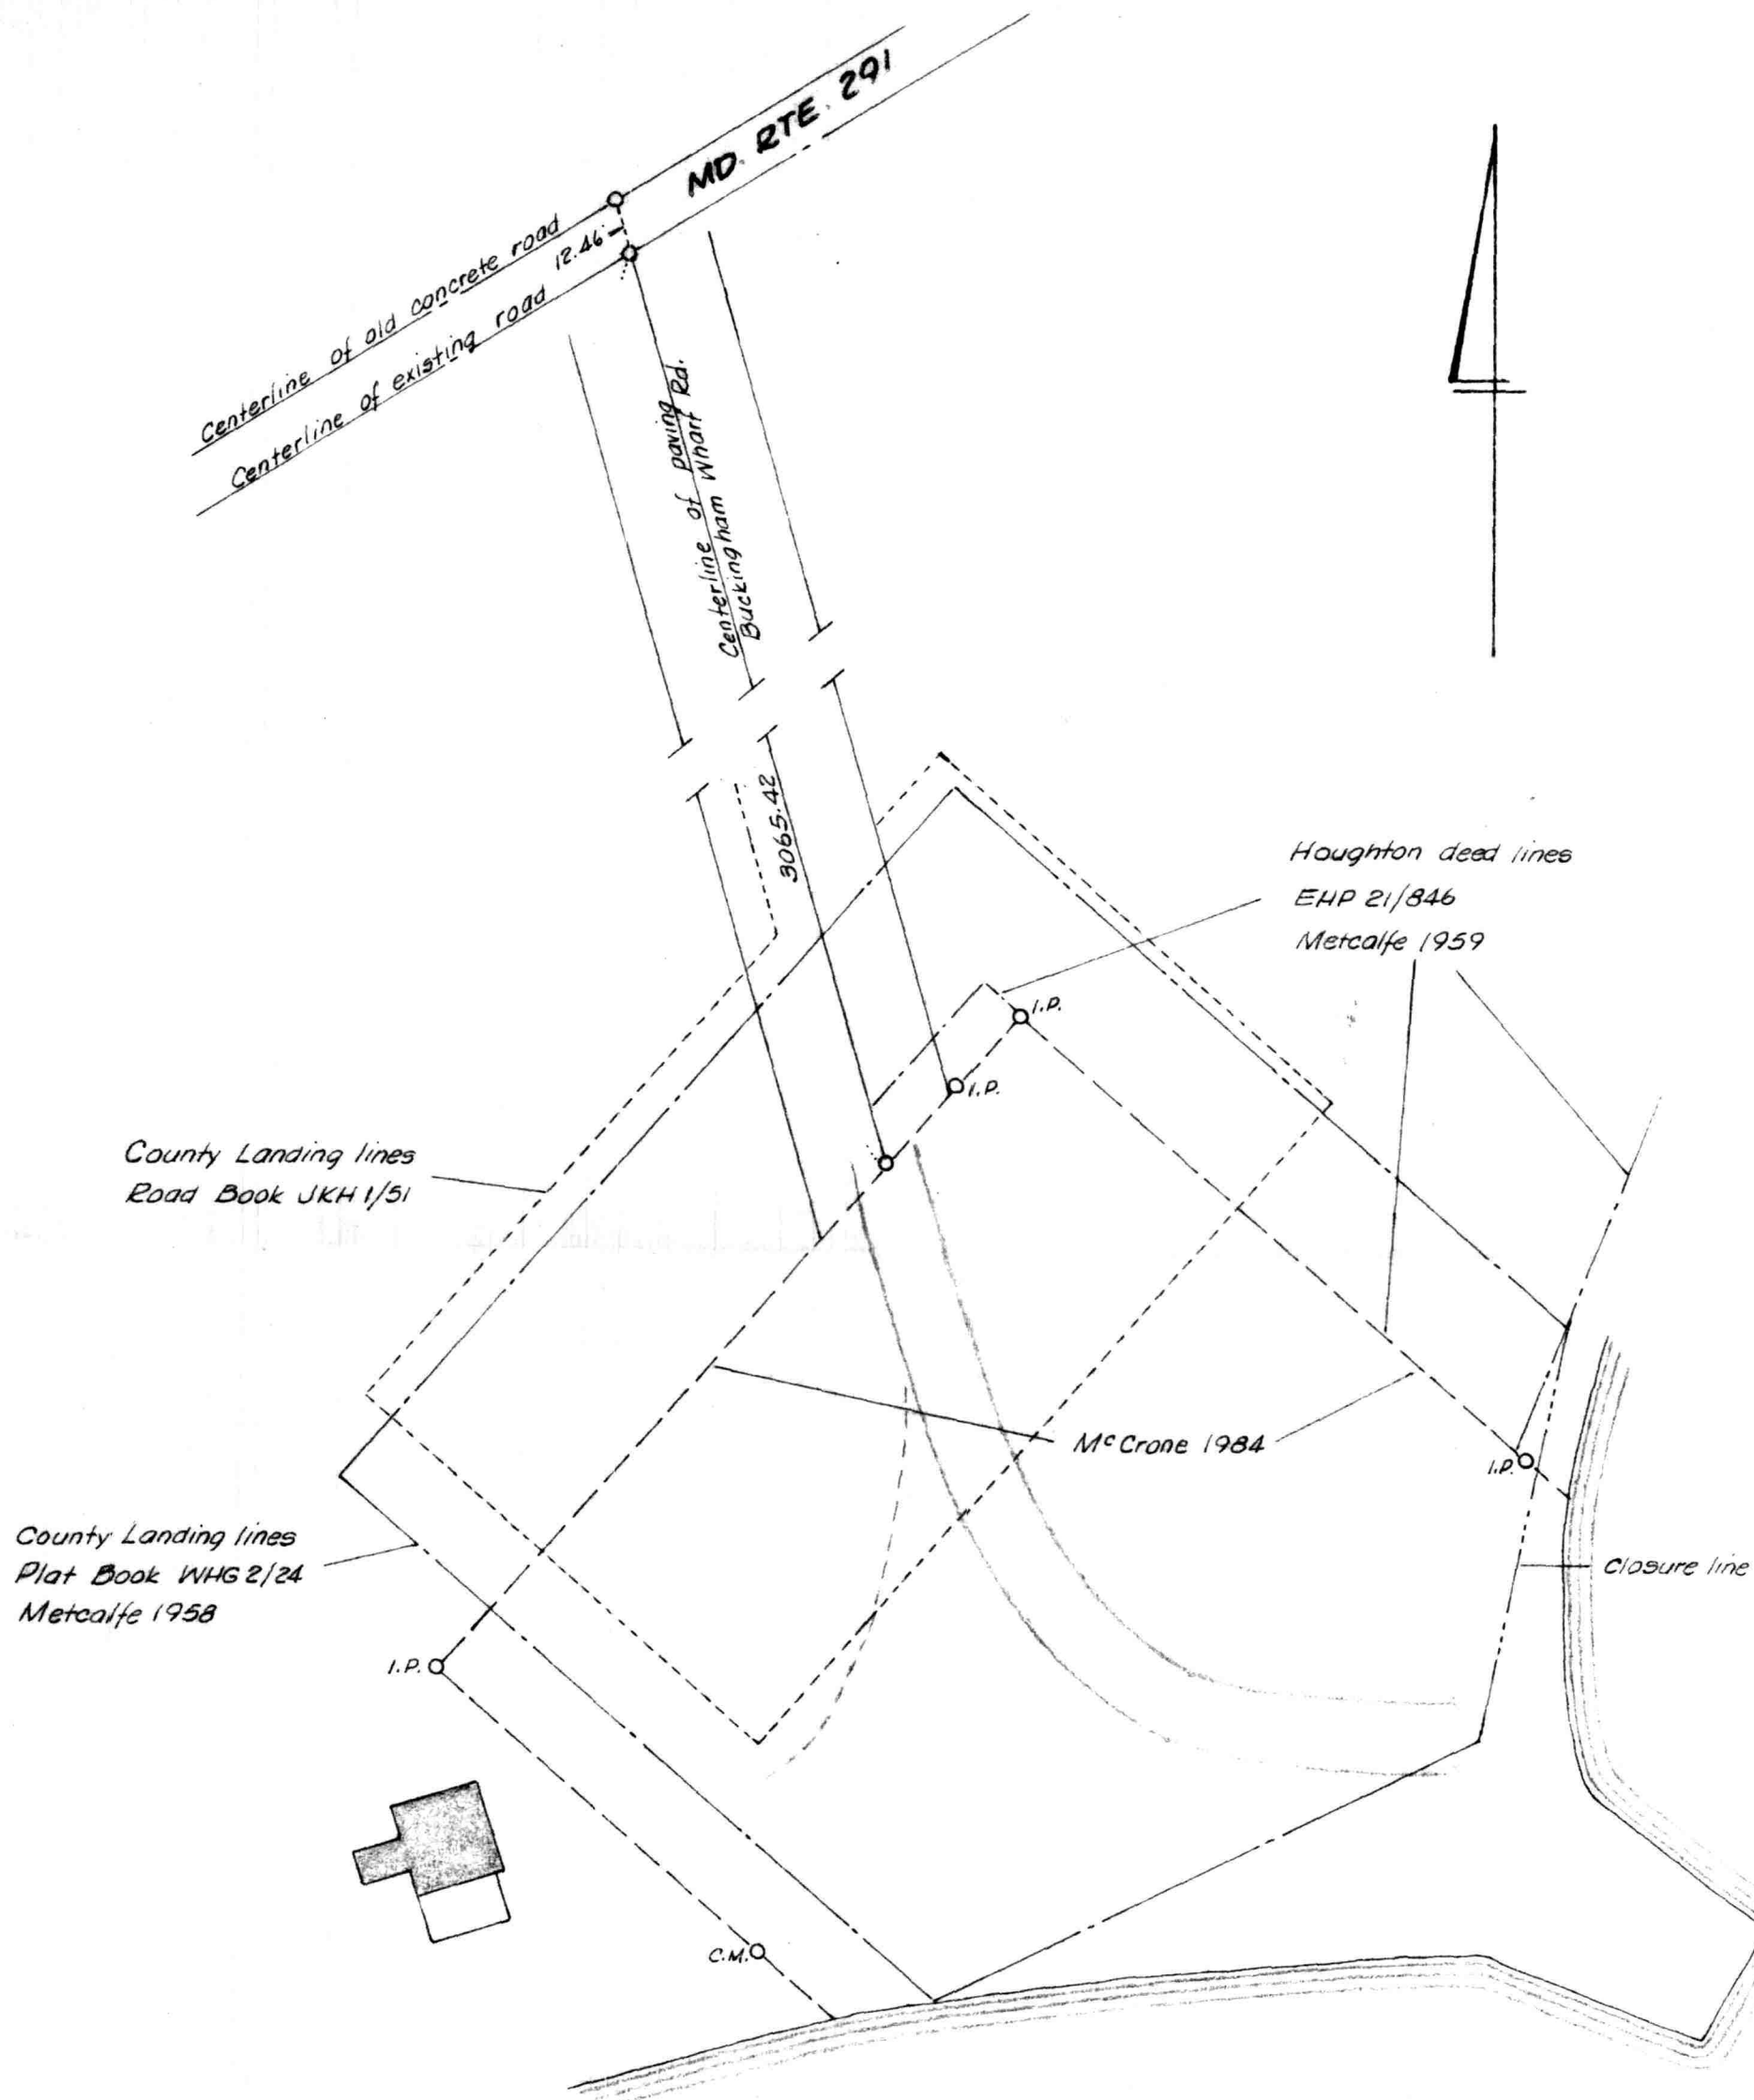 MD. RTE. 291
Centerline of old concrete road
12.46
Centerline of existing road
Centerline of paving
Buckingham Wharf Rd.
3065.42
Houghton deed lines
EHP 21/846
Metcalfe 1959
I.P.
I.P.
County Landing lines
Road Book JKH 1/51
McCrone 1984
I.P.
County Landing lines
Plat Book WHG 2/24
Metcalfe 1958
Closure line
I.P.
C.M.